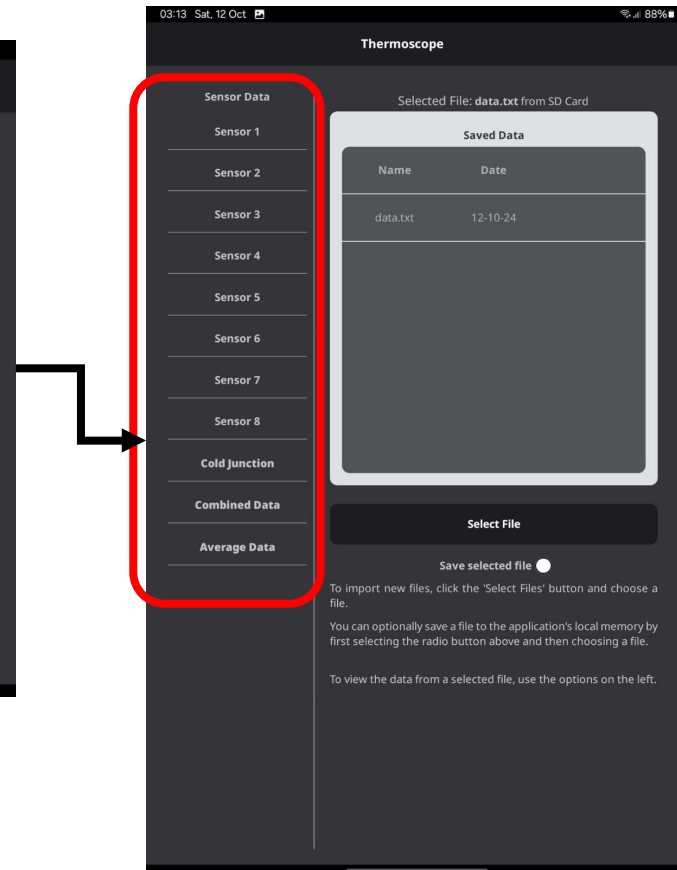 03:13 Sat, 12 Oct
88%
Thermoscope
Sensor Data
Sensor 1
Sensor 2
Sensor 3
Sensor 4
Sensor 5
Sensor 6
Sensor 7
Sensor 8
Cold Junction
Combined Data
Average Data
Selected File: data.txt from SD Card
Saved Data
Name Date
data.txt 12-10-24
Select File
Save selected file
To import new files, click the 'Select Files' button and choose a
file.
You can optionally save a file to the application's local memory by
first selecting the radio button above and then choosing a file.
To view the data from a selected file, use the options on the left.